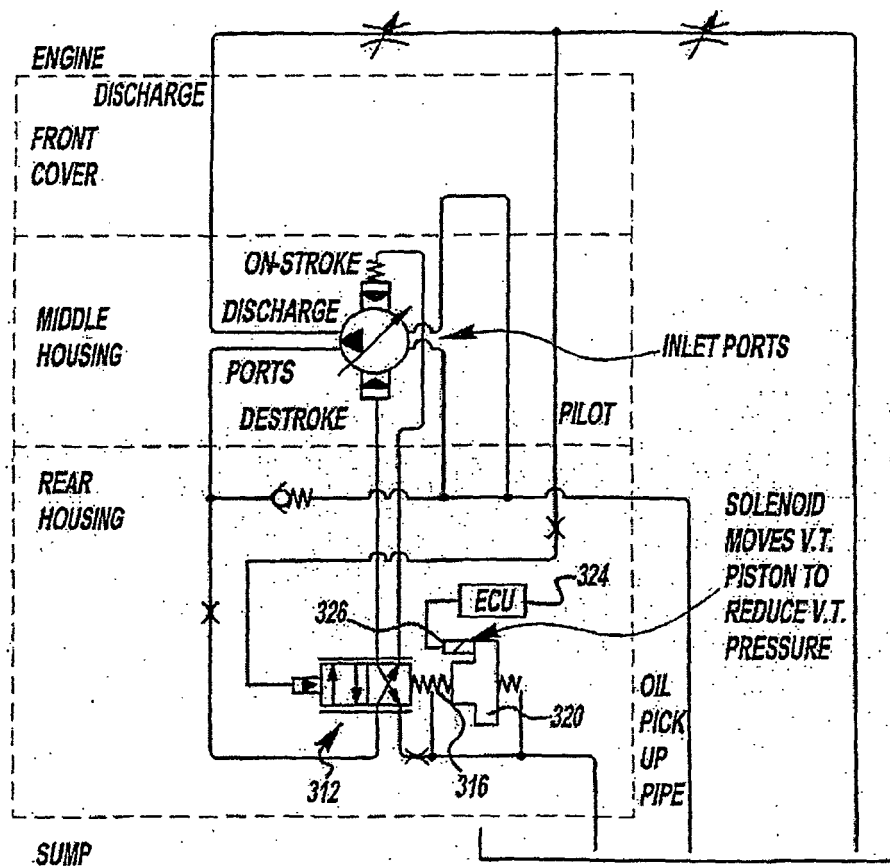 ENGINE
DISCHARGE
FRONT
COVER
ON-STROKE
DISCHARGE
MIDDLE
HOUSING
INLET PORTS
PORTS
DESTROKE
PILOT
REAR
HOUSING
SOLENOID
MOVES V.T.
PISTON TO
REDUCE V.T.
PRESSURE
324
ECU
326
OIL
PICK
UP
PIPE
320
312
316
SUMP